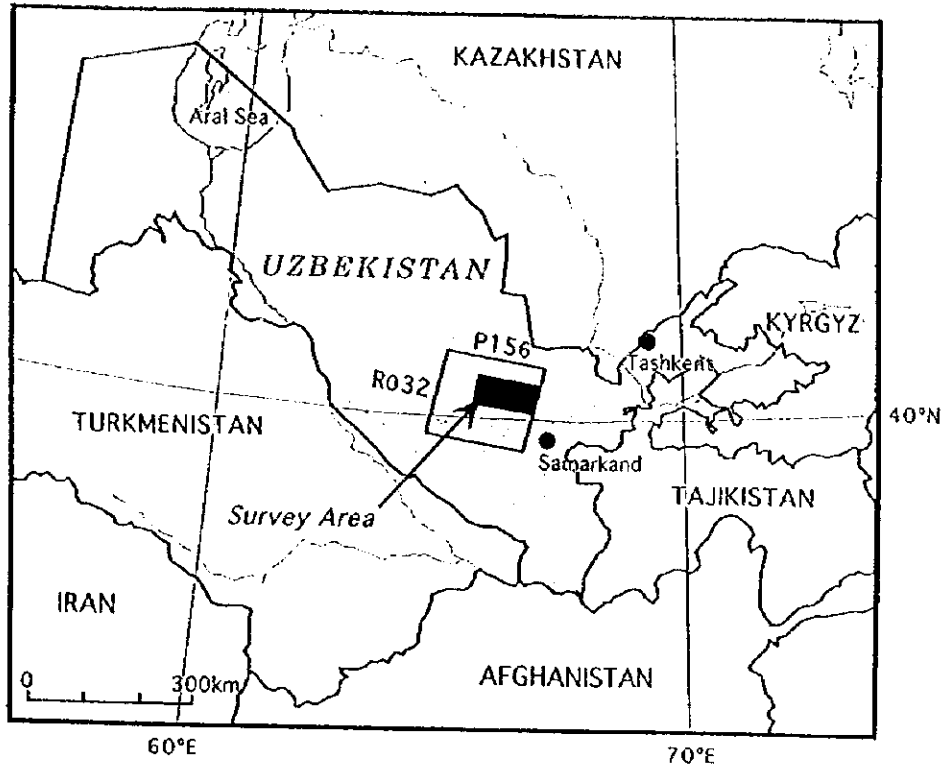 KAZAKHSTAN
Aral Sea
UZBEKISTAN
KYRGYZ
P156
Tashkent
R032
40°N
TURKMENISTAN
Samarkand
TAJIKISTAN
Survey Area
IRAN
AFGHANISTAN
0 300km
60°E
70°E